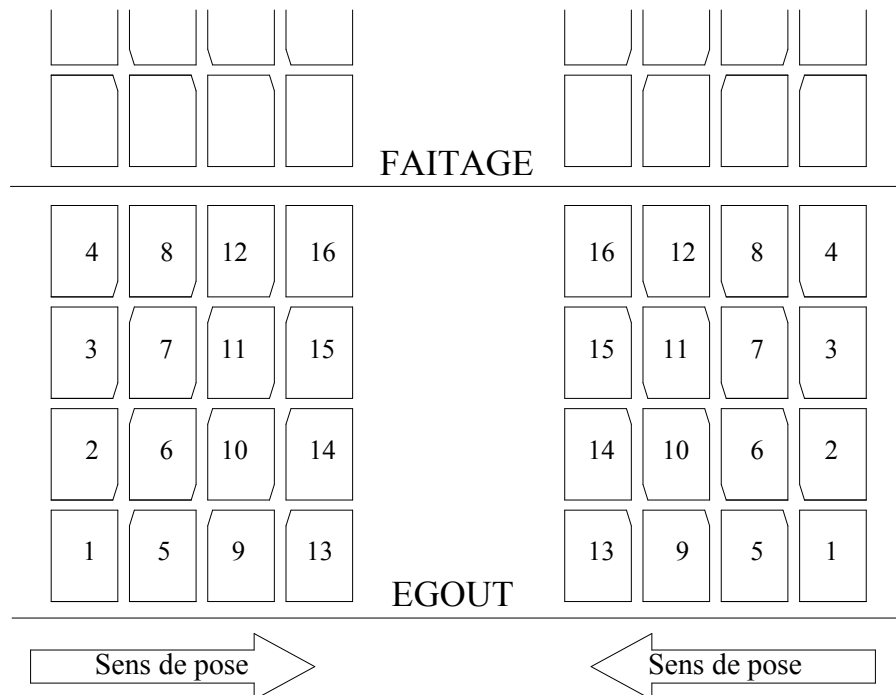 FAITAGE
4 8 12 16 16 12 8 4
3 7 11 15 15 11 7 3
2 6 10 14 14 10 6 2
1 5 9 13 13 9 5 1
EGOUT
Sens de pose Sens de pose